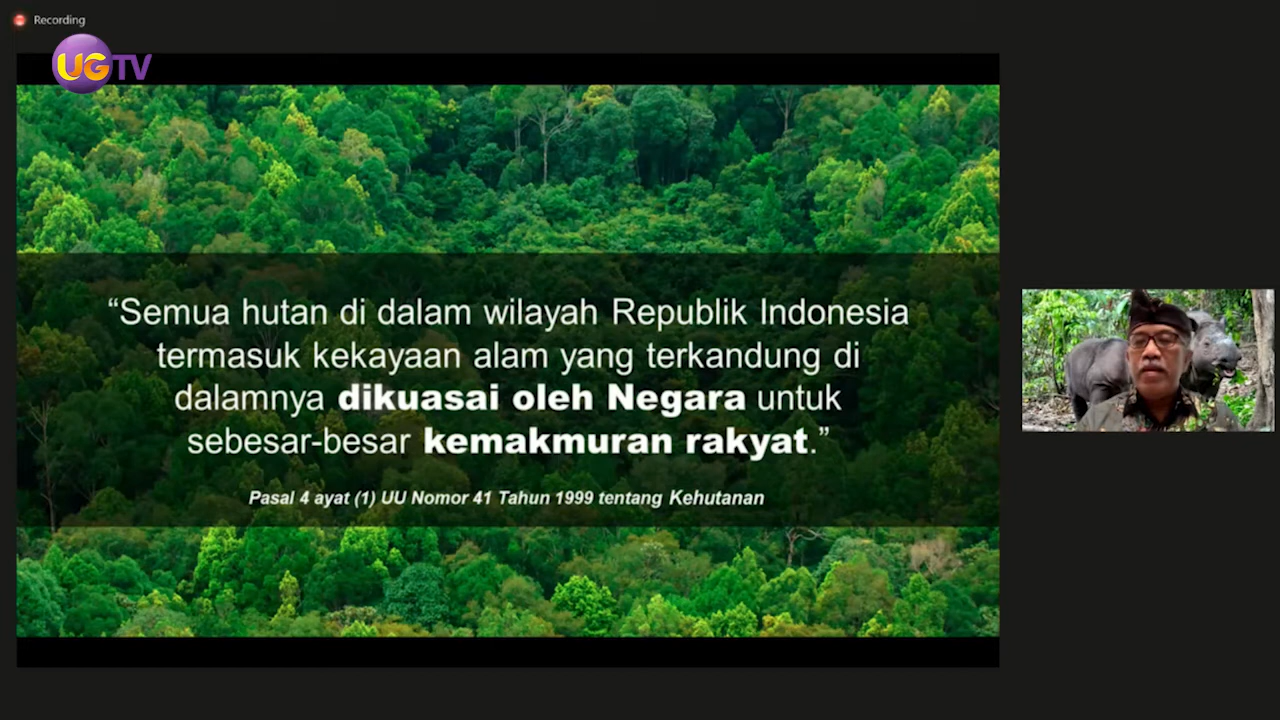 Recording
UGTV
“Semua hutan di dalam wilayah Republik Indonesia
termasuk kekayaan alam yang terkandung di
dalamnya dikuasai oleh Negara untuk
sebesar-besar kemakmuran rakyat.”
Pasal 4 ayat (1) UU Nomor 41 Tahun 1999 tentang Kehutanan